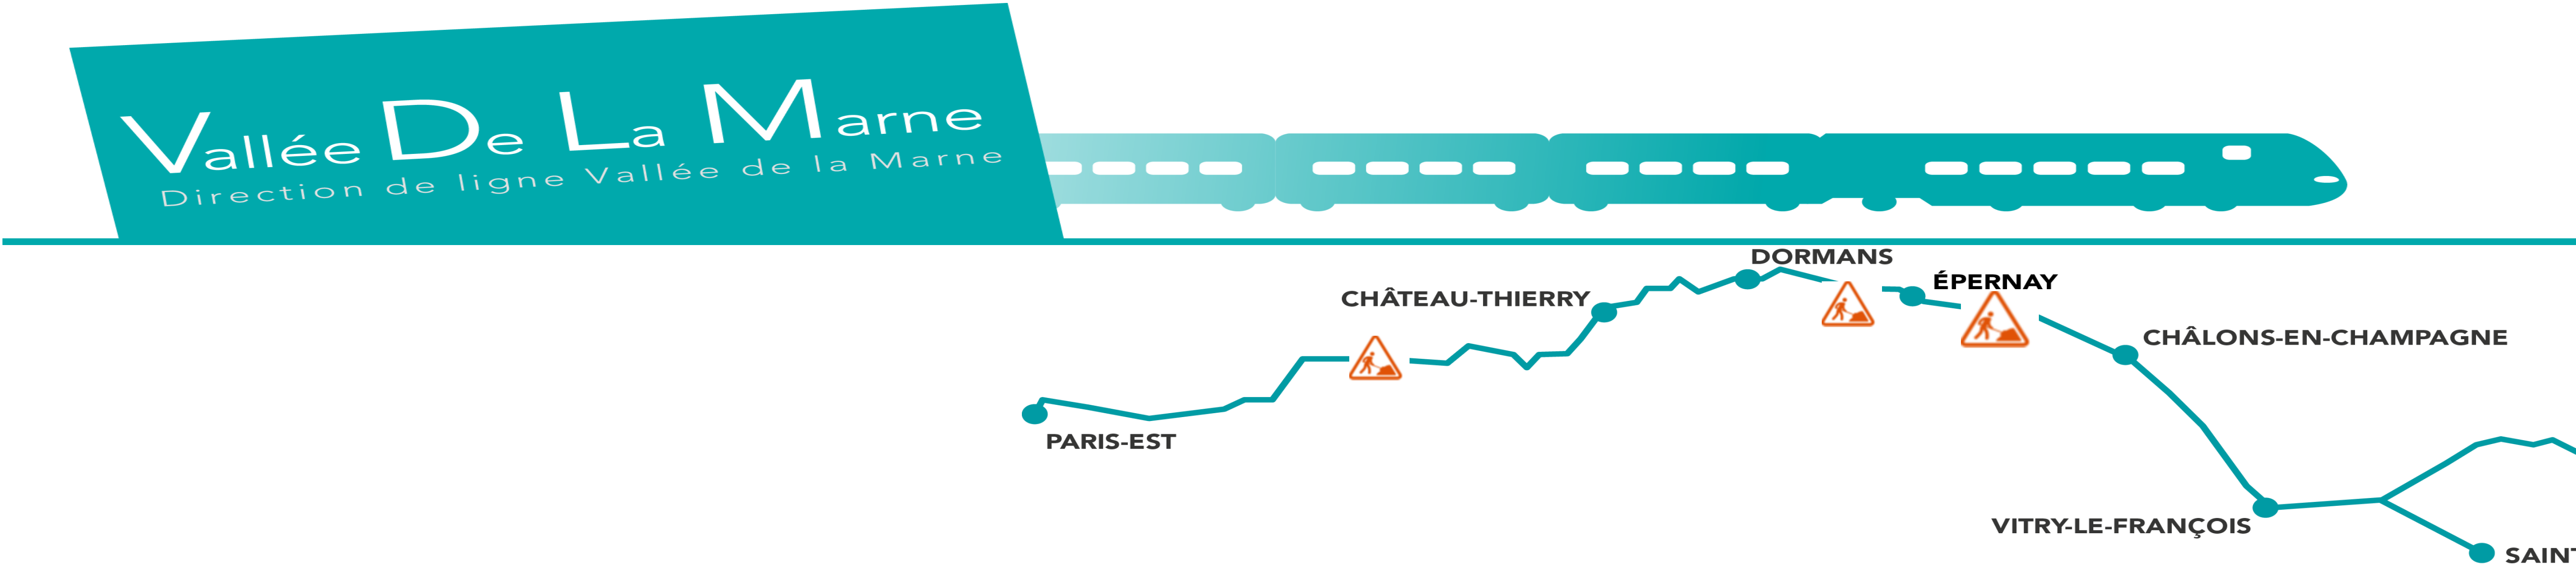 Vallée De La Marne
Direction de ligne Vallée de la Marne
DORMANS
ÉPERNAY
CHÂTEAU-THIERRY
CHÂLONS-EN-CHAMPAGNE
PARIS-EST
VITRY-LE-FRANÇOIS
SAINT